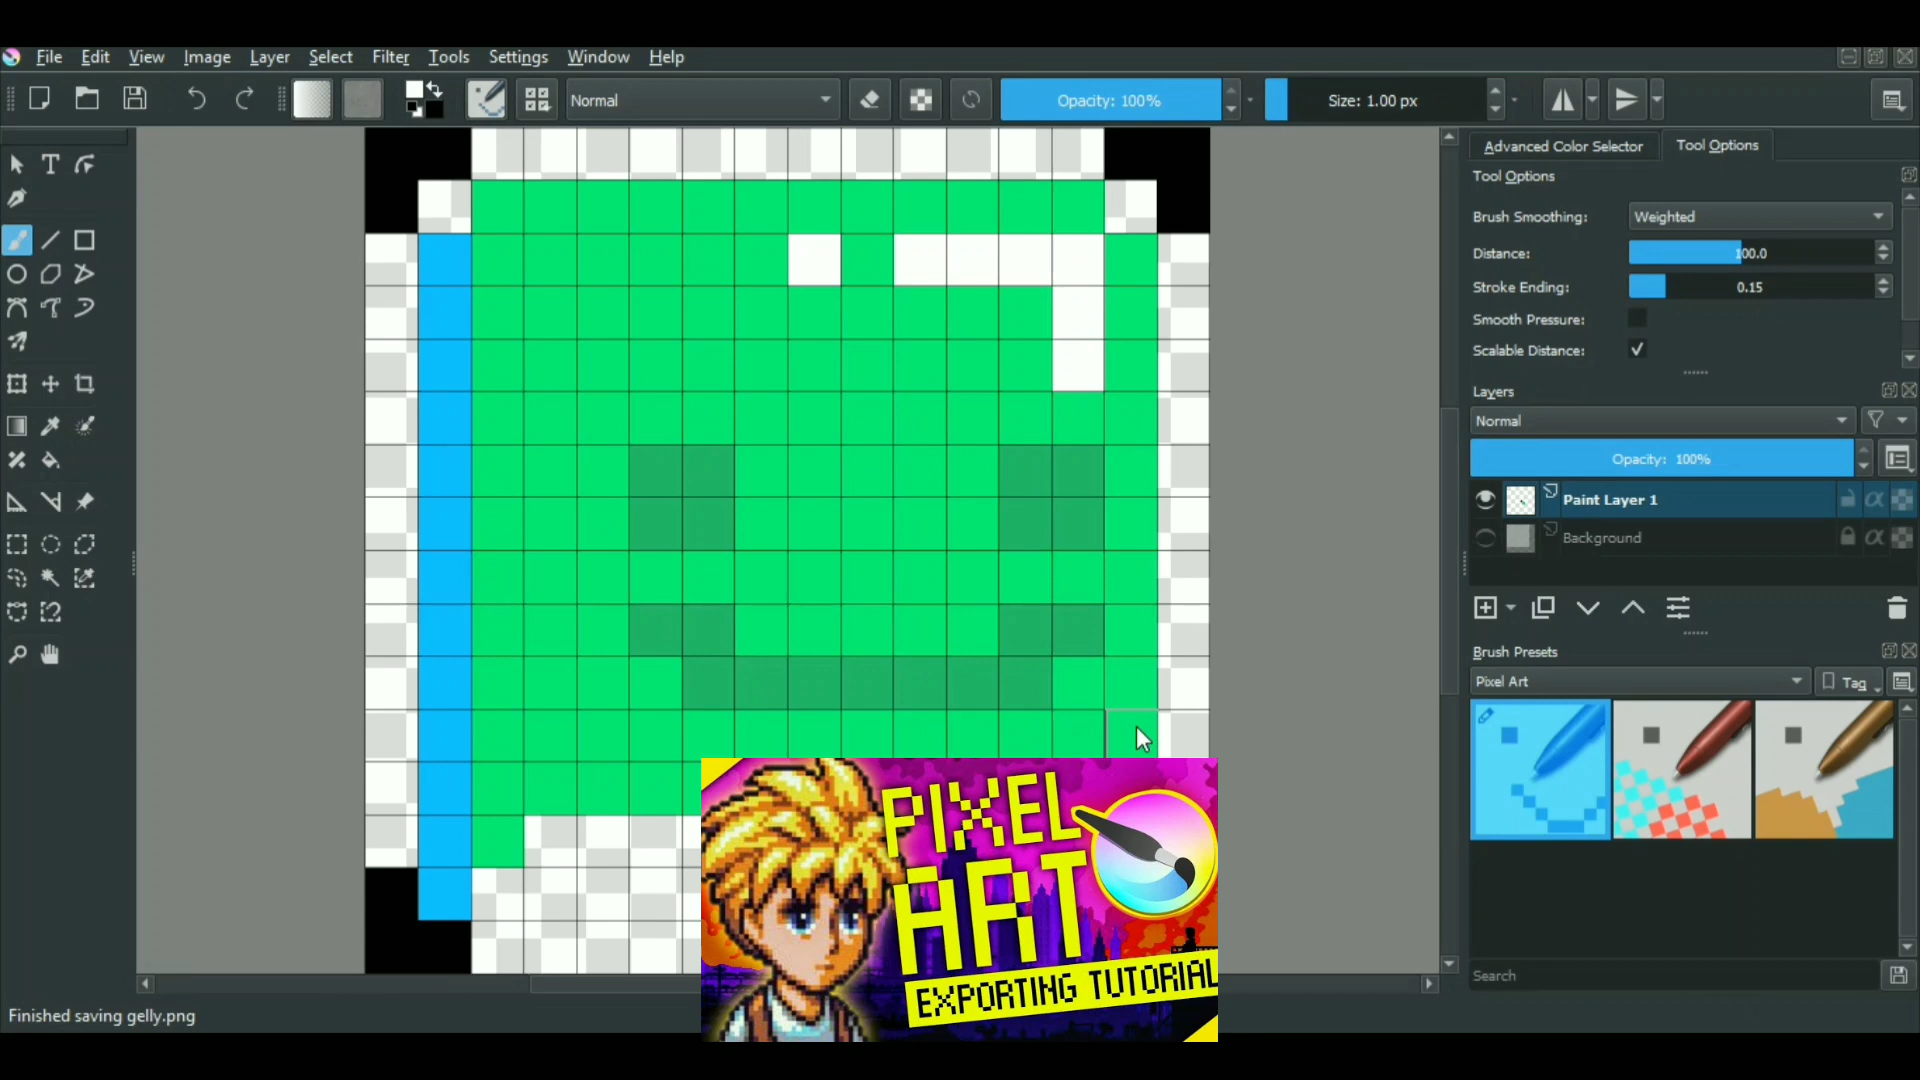 File Edit View Image Layer Select Filter Tools Settings Window Help
Normal Opacity: 100% Size: 1.00 px
Advanced Color Selector Tool Options
Tool Options
Brush Smoothing: Weighted
Distance: 100.0
Stroke Ending: 0.15
Smooth Pressure:
Scalable Distance:
Layers
Normal
Opacity: 100%
Paint Layer 1
Background
Brush Presets
Pixel Art Tag
Search
PIXEL
ART
EXPORTING TUTORIAL
Finished saving gelly.png